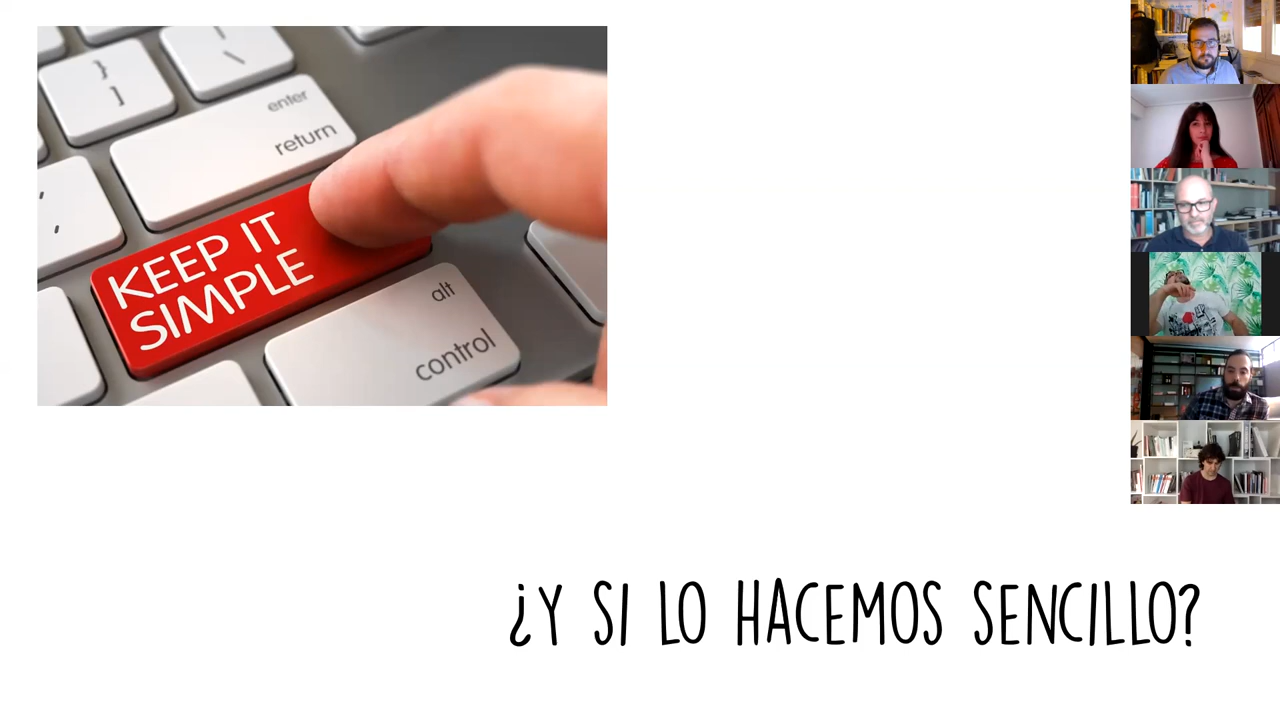 }
]
|
\
enter
return
KEEP IT
SIMPLE
alt
control
¿Y SI LO HACEMOS SENCILLO?